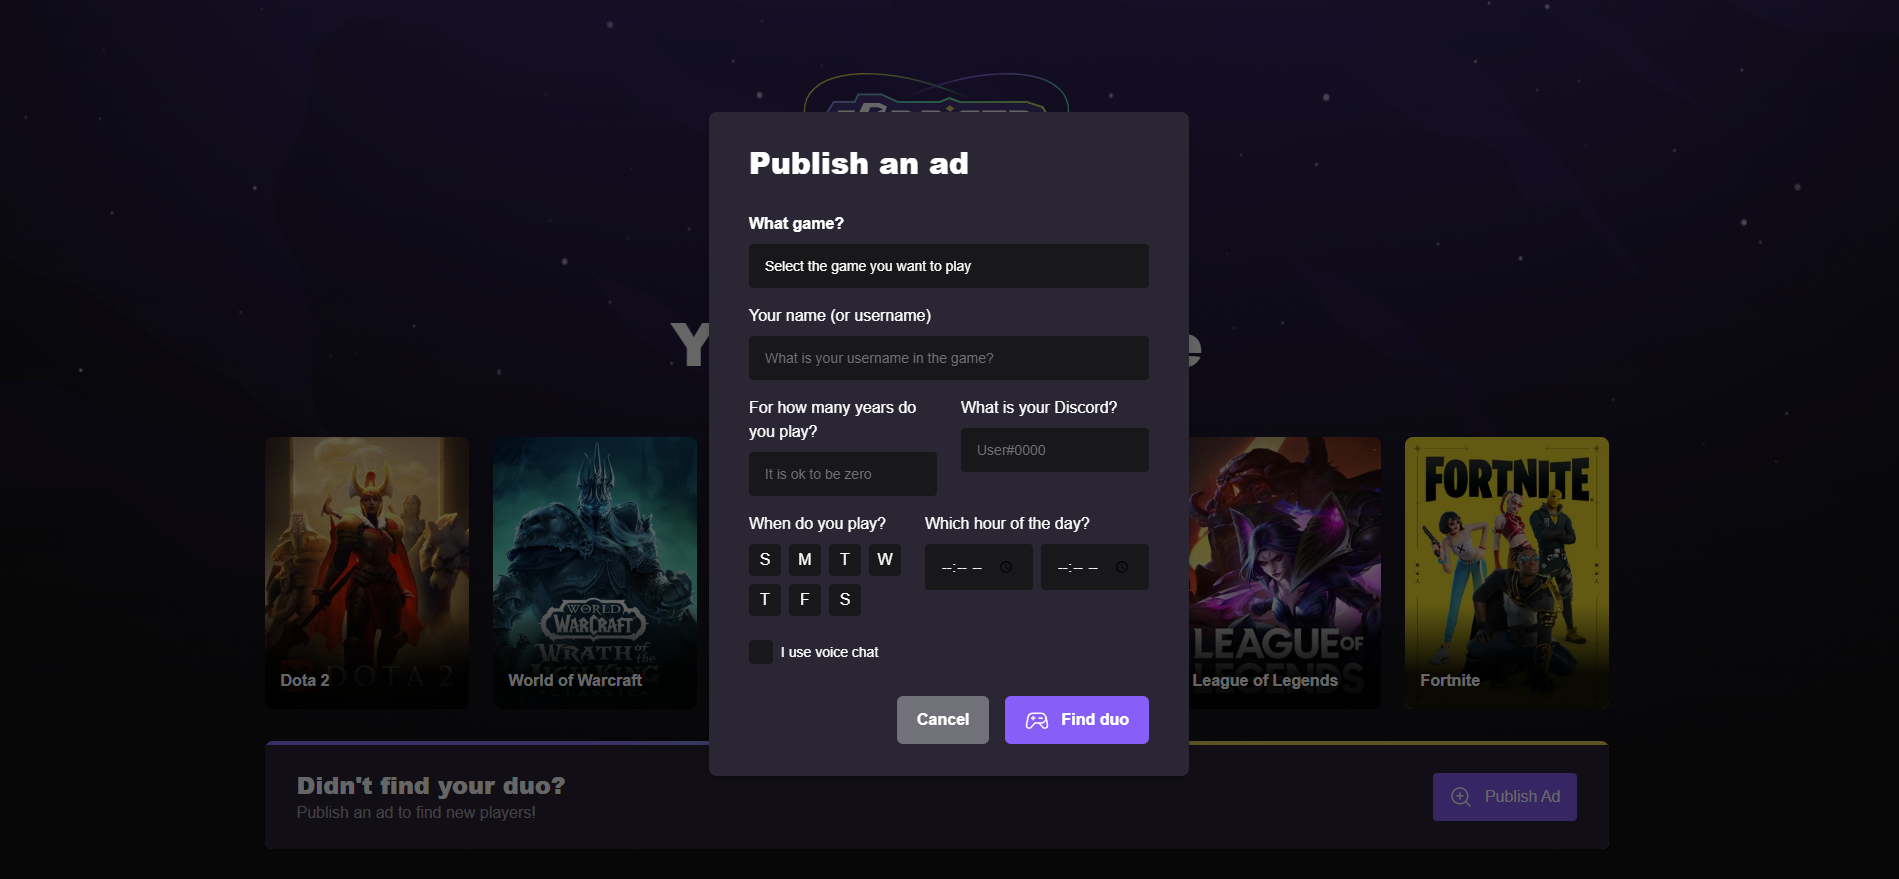 Publish an ad
What game?
Select the game you want to play
Your name (or username)
What is your username in the game?
For how many years do
you play?
It is ok to be zero
What is your Discord?
User#0000
When do you play?
S M T W
T F S
Which hour of the day?
--:-- --
--:-- --
I use voice chat
Cancel
Find duo
DOTA 2
Dota 2
WORLD
WARCRAFT
WRATH of the
LICH KING
CLASSIC
World of Warcraft
LEAGUE OF
LEGENDS
League of Legends
FORTNITE
Fortnite
Didn't find your duo?
Publish an ad to find new players!
Publish Ad